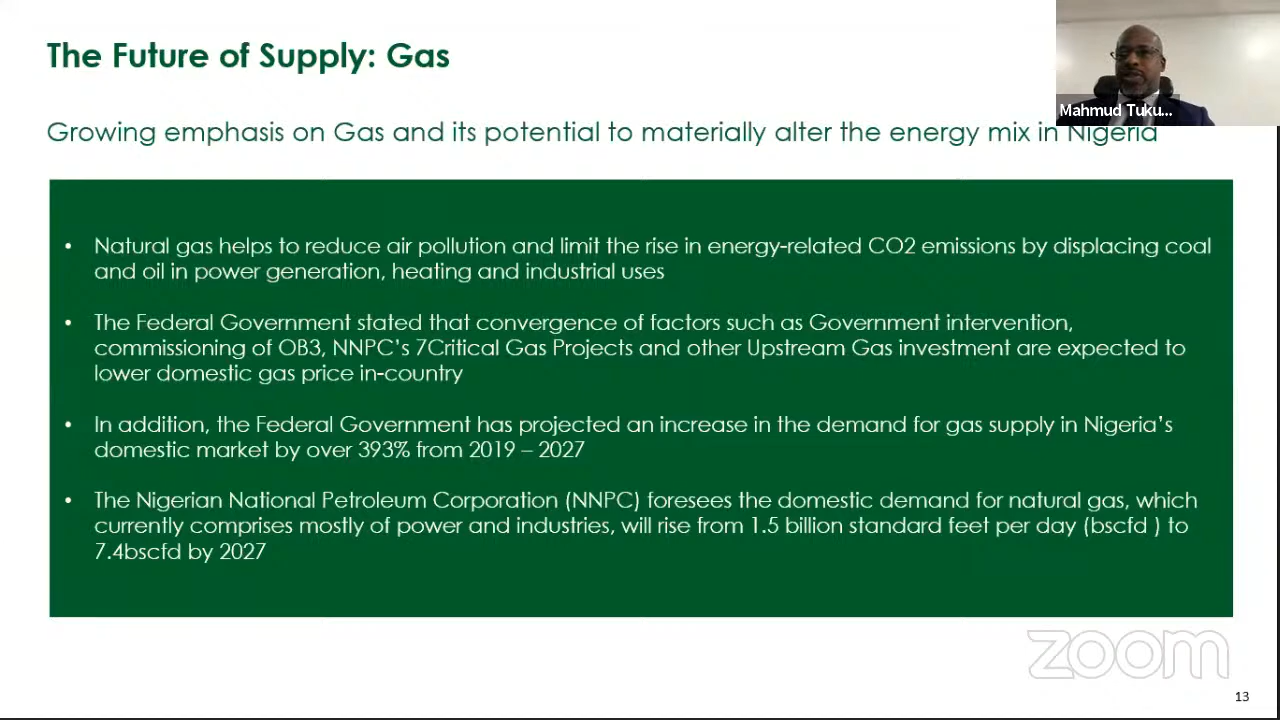 The Future of Supply: Gas
Mahmud Tuku...
Growing emphasis on Gas and its potential to materially alter the energy mix in Nigeria
• Natural gas helps to reduce air pollution and limit the rise in energy-related CO2 emissions by displacing coal
and oil in power generation, heating and industrial uses
• The Federal Government stated that convergence of factors such as Government intervention,
commissioning of OB3, NNPC’s 7Critical Gas Projects and other Upstream Gas investment are expected to
lower domestic gas price in-country
• In addition, the Federal Government has projected an increase in the demand for gas supply in Nigeria’s
domestic market by over 393% from 2019 – 2027
• The Nigerian National Petroleum Corporation (NNPC) foresees the domestic demand for natural gas, which
currently comprises mostly of power and industries, will rise from 1.5 billion standard feet per day (bscfd ) to
7.4bscfd by 2027
zoom
13